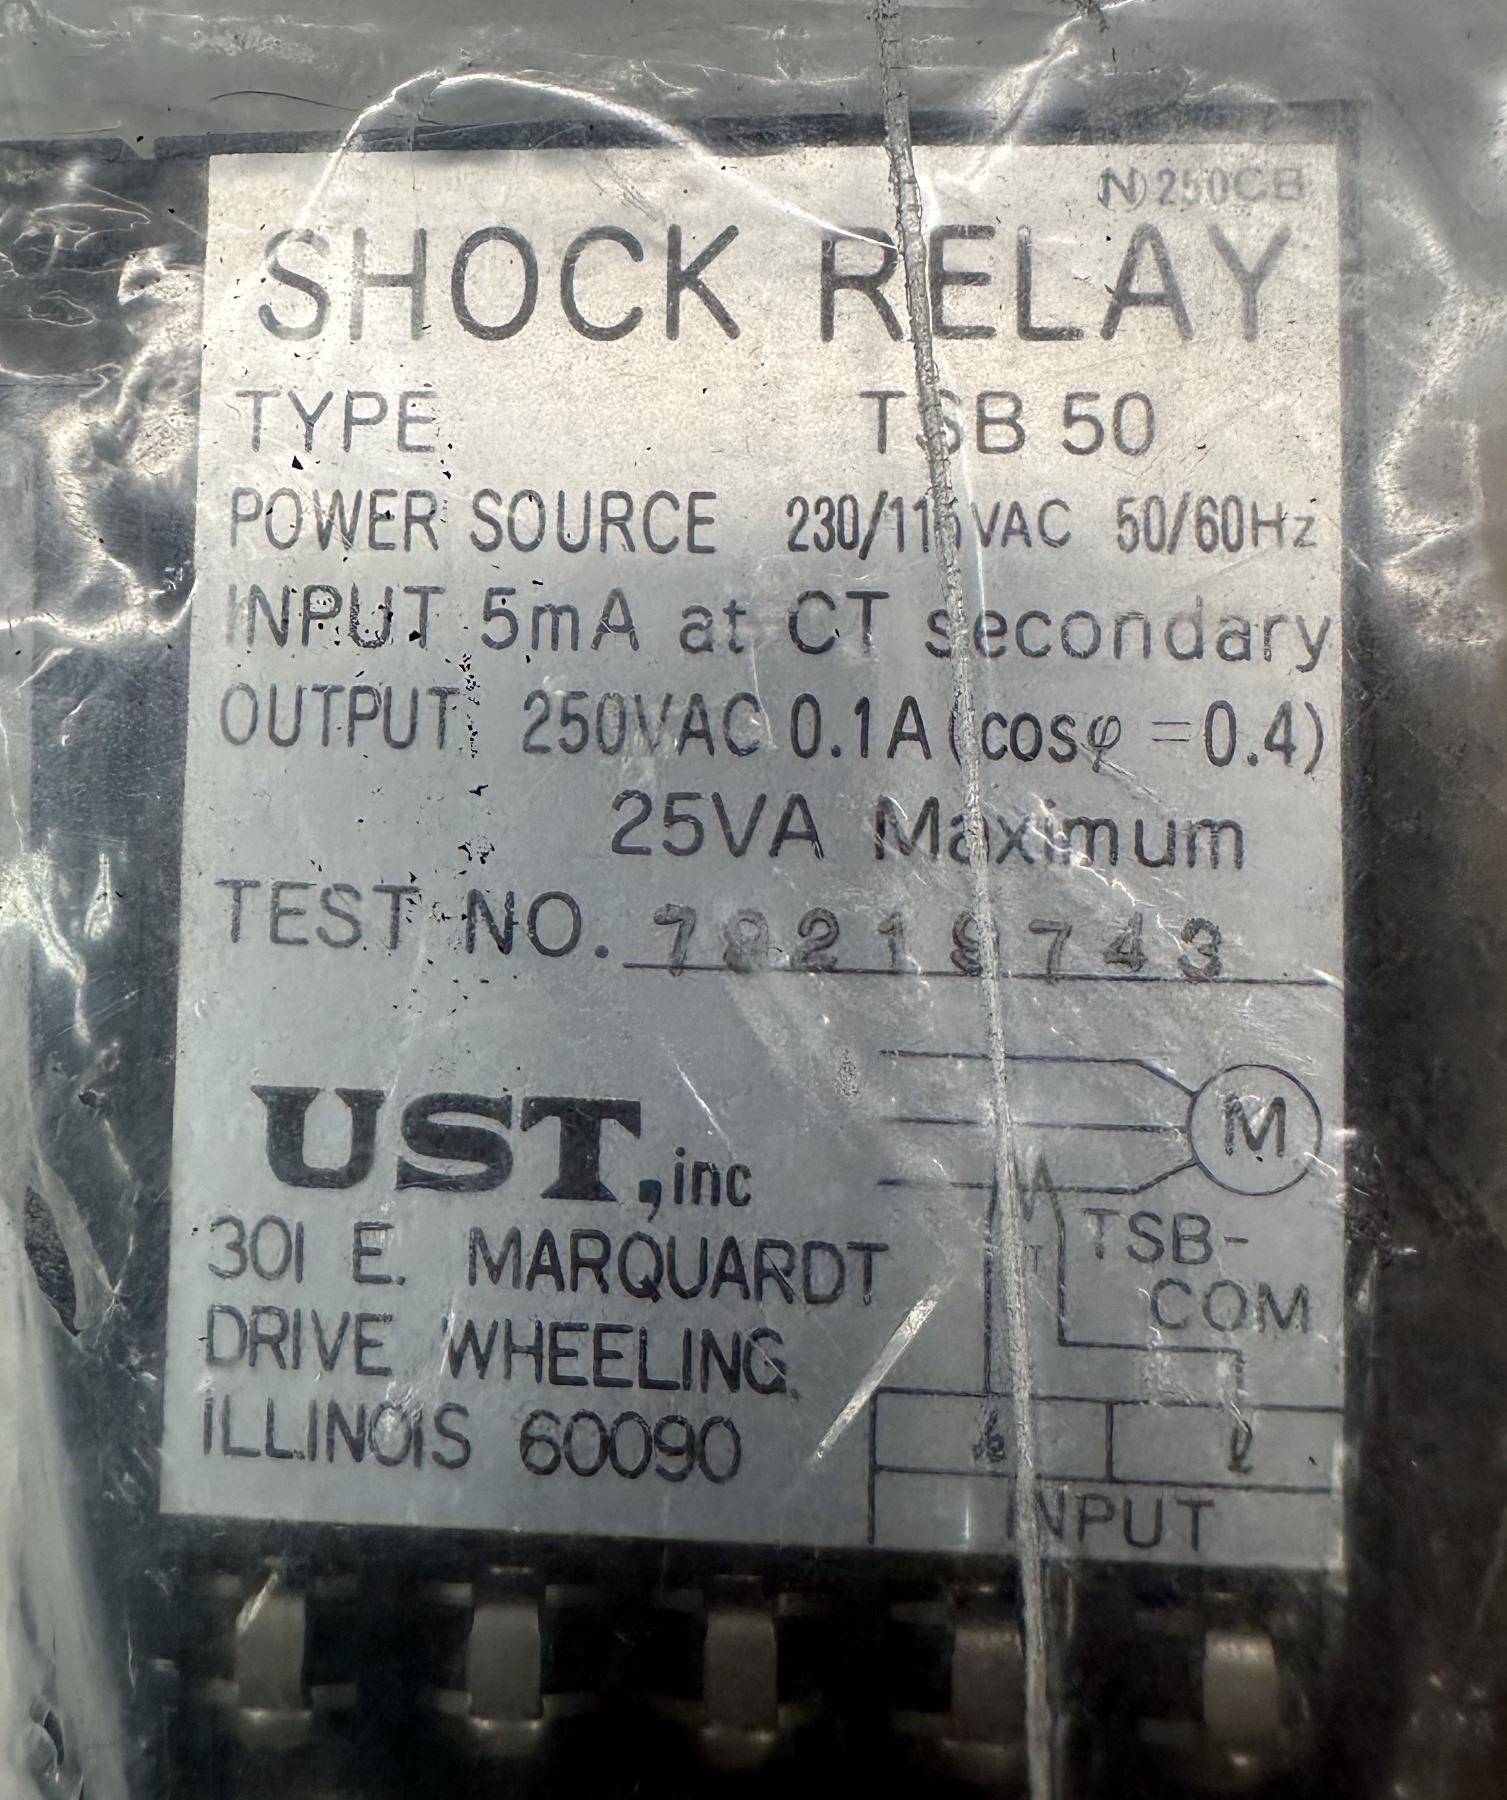 N 250CB
SHOCK RELAY
TYPE TSB 50
POWER SOURCE 230/115VAC 50/60Hz
INPUT 5mA at CT secondary
OUTPUT 250VAC 0.1A (cosφ =0.4)
25VA Maximum
TEST NO.
UST,inc
301 E. MARQUARDT
DRIVE WHEELING
ILLINOIS 60090
M
TSB-
COM
k l
INPUT